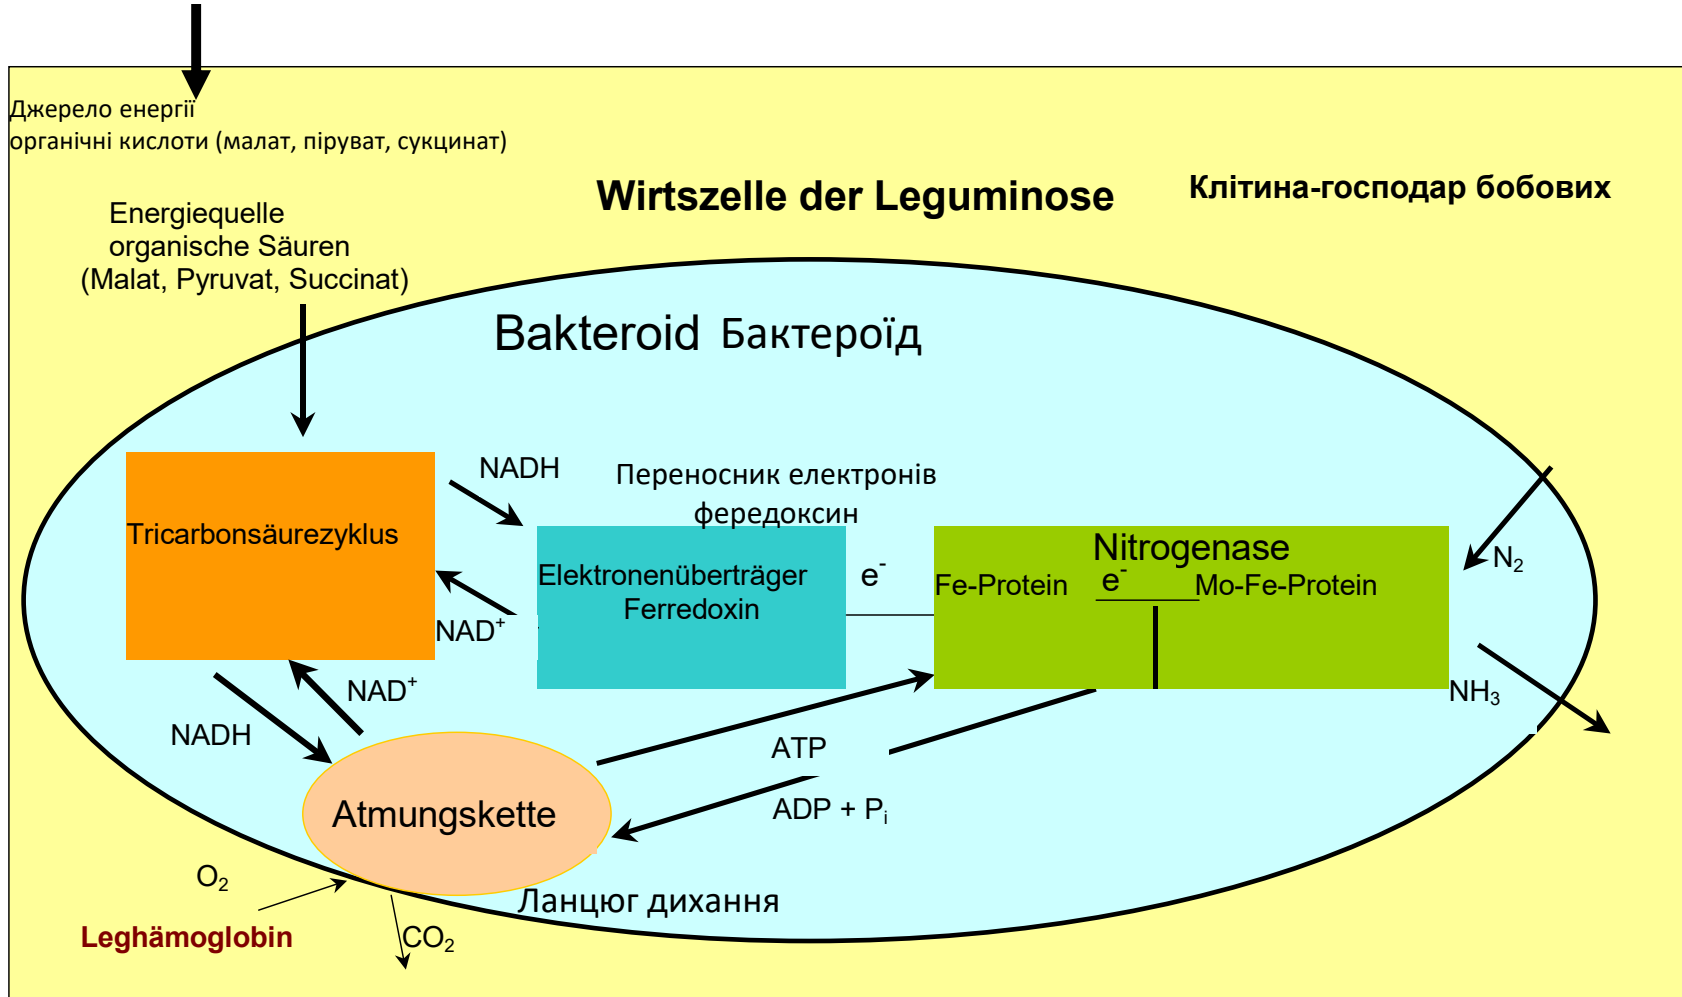 Джерело енергії
органічні кислоти (малат, піруват, сукцинат)
Wirtszelle der Leguminose
Клітина-господар бобових
Energiequelle
organische Säuren
(Malat, Pyruvat, Succinat)
Bakteroid Бактероїд
NADH
Переносник електронів
фередоксин
Tricarbonsäurezyklus
Elektronenüberträger
Ferredoxin
e⁻
Nitrogenase
Fe-Protein e⁻ Mo-Fe-Protein
N₂
NAD⁺
NAD⁺
NADH
NH₃
ATP
ADP + Pᵢ
Atmungskette
O₂
Ланцюг дихання
Leghämoglobin
CO₂